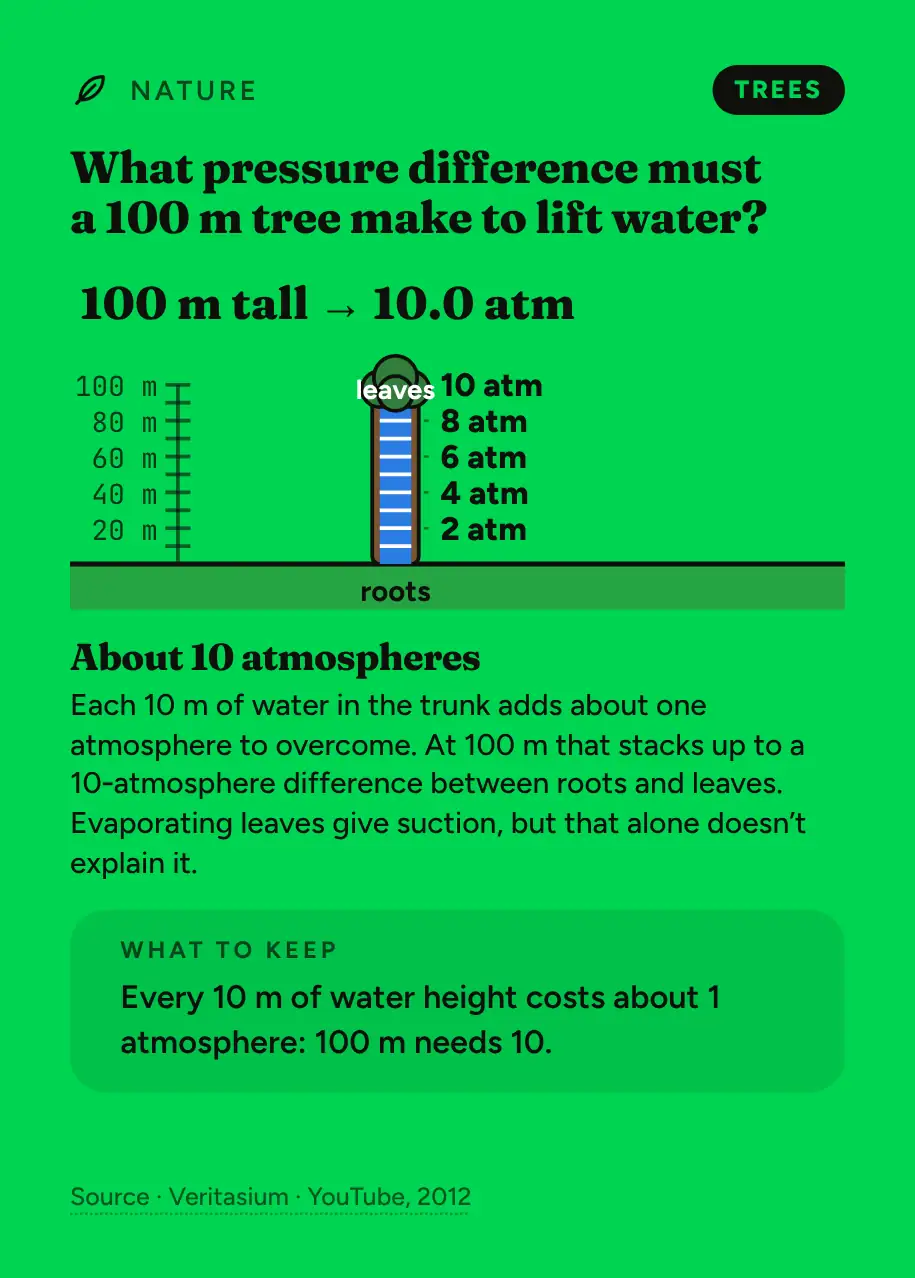 NATURE
TREES
What pressure difference must
a 100 m tree make to lift water?
100 m tall → 10.0 atm
100 m
leaves
10 atm
80 m
8 atm
60 m
6 atm
40 m
4 atm
20 m
2 atm
roots
About 10 atmospheres
Each 10 m of water in the trunk adds about one
atmosphere to overcome. At 100 m that stacks up to a
10-atmosphere difference between roots and leaves.
Evaporating leaves give suction, but that alone doesn’t
explain it.
WHAT TO KEEP
Every 10 m of water height costs about 1
atmosphere: 100 m needs 10.
Source · Veritasium · YouTube, 2012